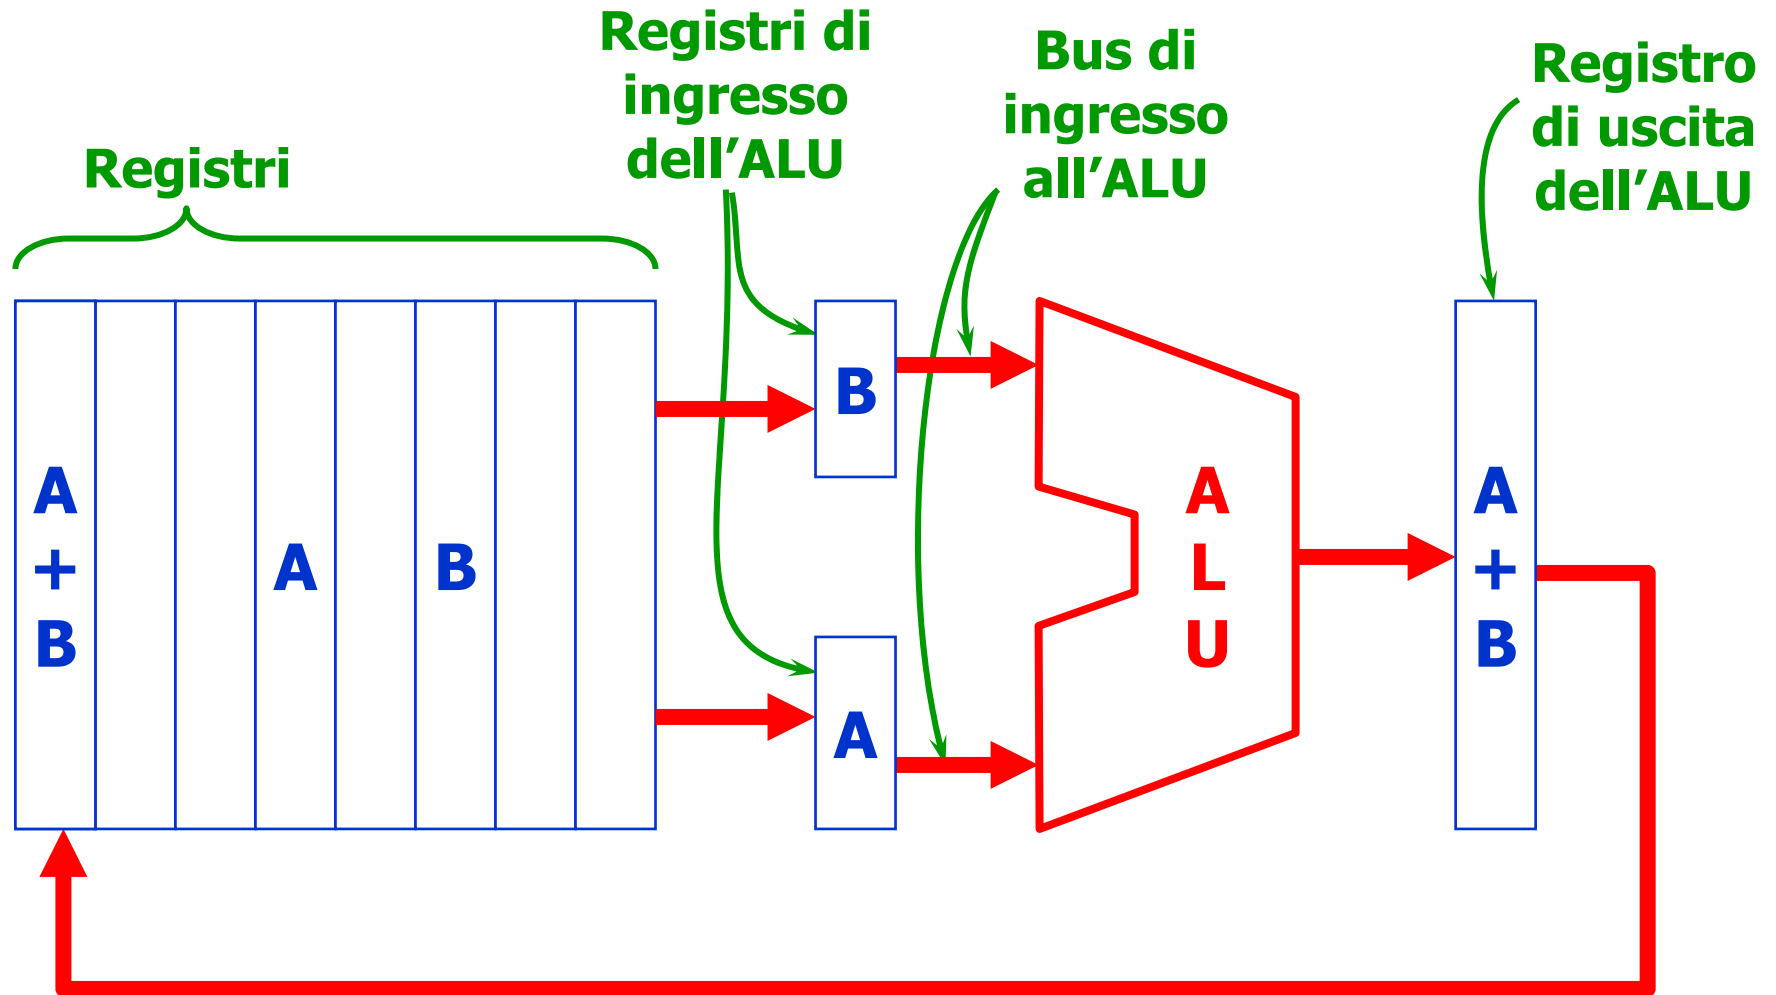 Registri
Registri di
ingresso
dell’ALU
Bus di
ingresso
all’ALU
Registro
di uscita
dell’ALU
A
+
B
A
B
B
A
A
L
U
A
+
B